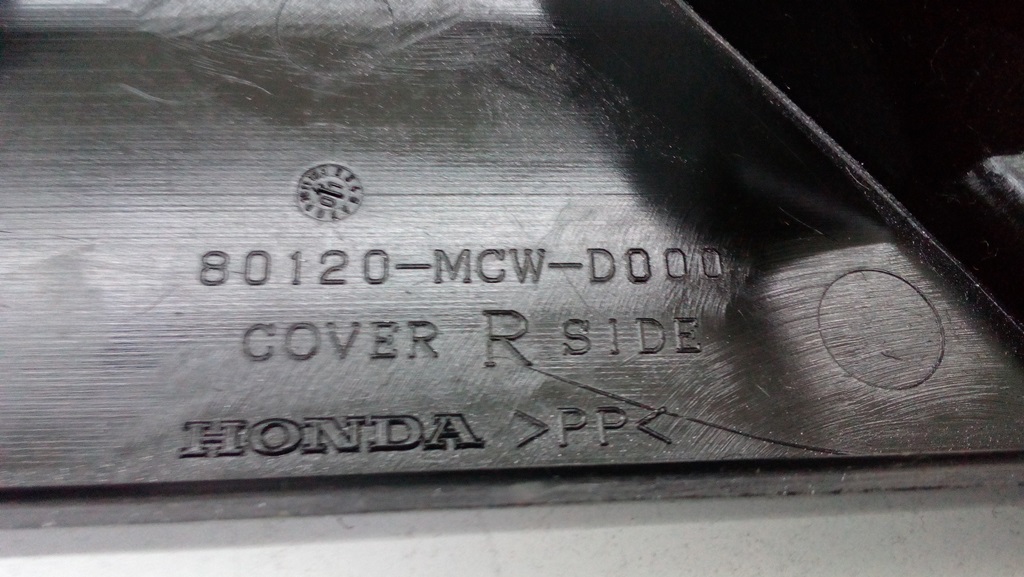 80120-MCW-D000
COVER R SIDE
HONDA >PP<